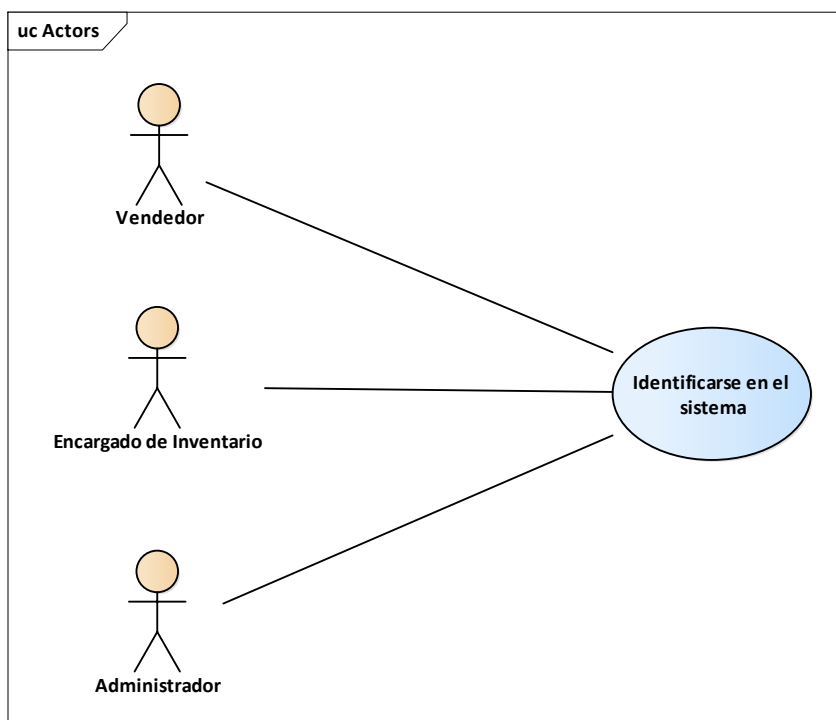 uc Actors
Vendedor
Encargado de Inventario
Identificarse en el
sistema
Administrador